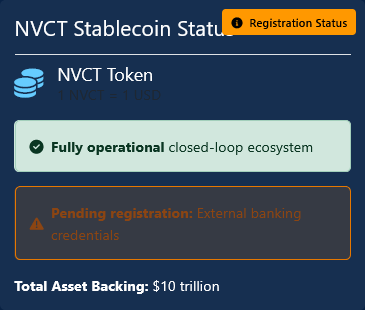 NVCT Stablecoin Status
Registration Status
NVCT Token
1 NVCT = 1 USD
Fully operational closed-loop ecosystem
Pending registration: External banking
credentials
Total Asset Backing: $10 trillion